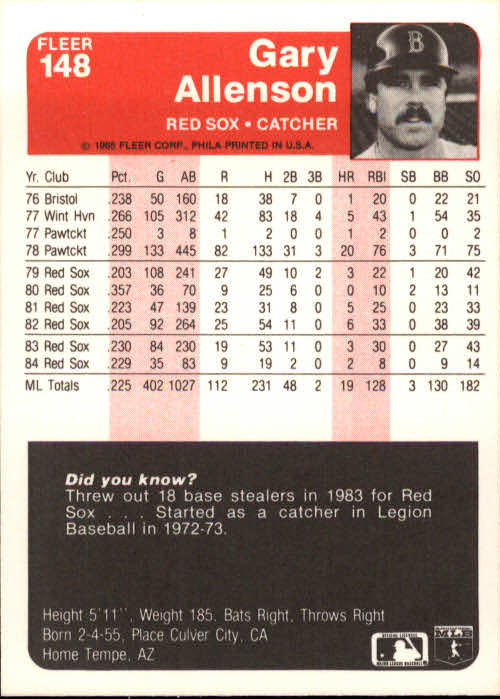 FLEER
148
Gary
Allenson
RED SOX • CATCHER
© 1985 FLEER CORP., PHILA PRINTED IN U.S.A.
B
Yr. Club Pct. G AB R H 2B 3B HR RBI SB BB SO
76 Bristol .238 50 160 18 38 7 0 1 20 0 22 21
77 Wint Hvn .266 105 312 42 83 18 4 5 43 1 54 35
77 Pawtckt .250 3 8 1 2 0 0 1 2 0 0 2
78 Pawtckt .299 133 445 82 133 31 3 20 76 3 71 75
79 Red Sox .203 108 241 27 49 10 2 3 22 1 20 42
80 Red Sox .357 36 70 9 25 6 0 0 10 2 13 11
81 Red Sox .223 47 139 23 31 8 0 5 25 0 23 33
82 Red Sox .205 92 264 25 54 11 0 6 33 0 38 39
83 Red Sox .230 84 230 19 53 11 0 3 30 0 27 43
84 Red Sox .229 35 83 9 19 2 0 2 8 0 9 14
ML Totals .225 402 1027 112 231 48 2 19 128 3 130 182
Did you know?
Threw out 18 base stealers in 1983 for Red
Sox . . . Started as a catcher in Legion
Baseball in 1972-73.
Height 5'11", Weight 185, Bats Right, Throws Right
Born 2-4-55, Place Culver City, CA
Home Tempe, AZ